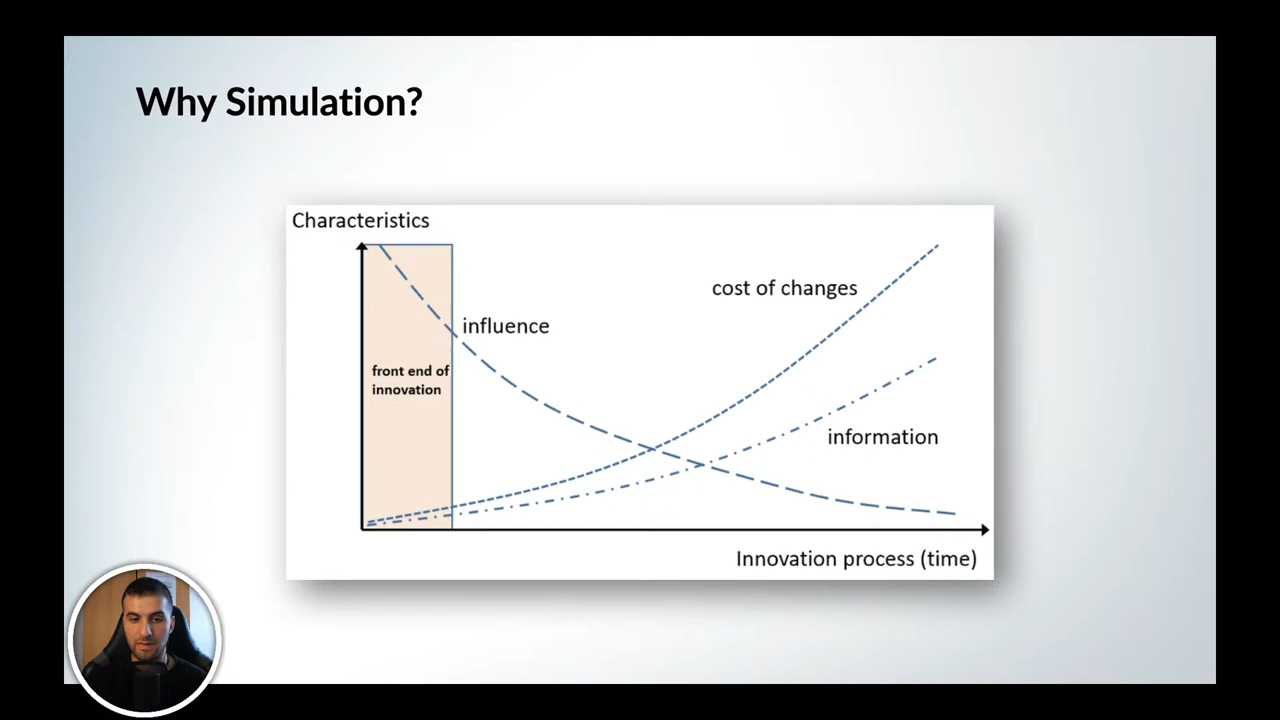 Why Simulation?
Characteristics
cost of changes
influence
front end of
innovation
information
Innovation process (time)